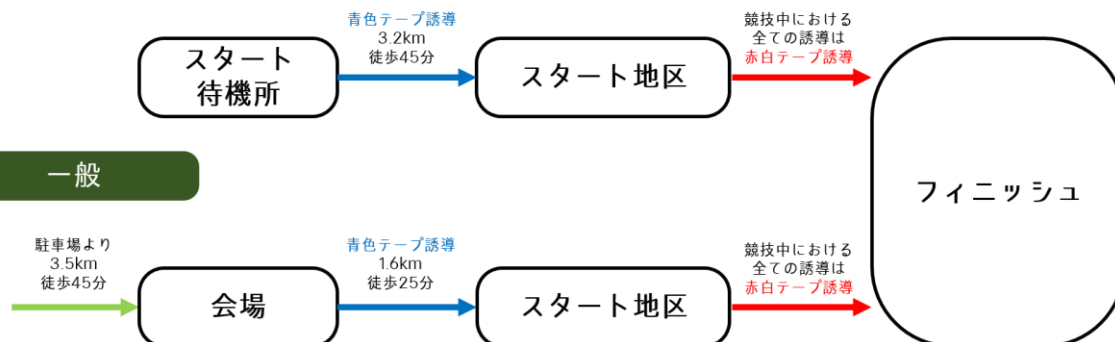 青色テープ誘導
3.2km
徒歩45分
競技中における
全ての誘導は
赤白テープ誘導
スタート
待機所
スタート地区
一般
フィニッシュ
駐車場より
3.5km
徒歩45分
青色テープ誘導
1.6km
徒歩25分
競技中における
全ての誘導は
赤白テープ誘導
会場
スタート地区